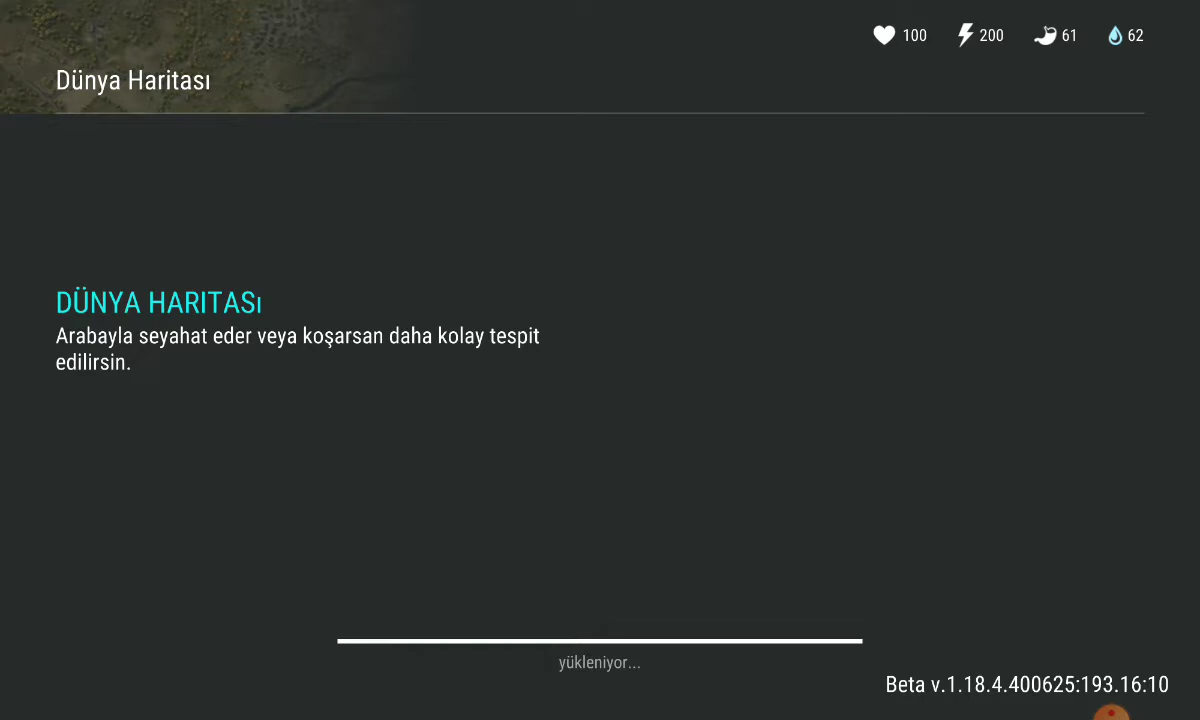 100 200 61 62
Dünya Haritası
DÜNYA HARITASı
Arabayla seyahat eder veya koşarsan daha kolay tespit
edilirsin.
yükleniyor...
Beta v.1.18.4.400625:193.16:10